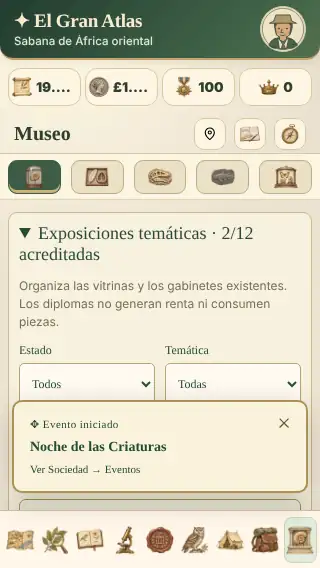 ✦ El Gran Atlas
Sabana de África oriental
19.... £1.... 100 0
Museo
▼ Exposiciones temáticas · 2/12
acreditadas
Organiza las vitrinas y los gabinetes existentes.
Los diplomas no generan renta ni consumen
piezas.
Estado Temática
Todos Todas
✥ Evento iniciado
Noche de las Criaturas
Ver Sociedad → Eventos